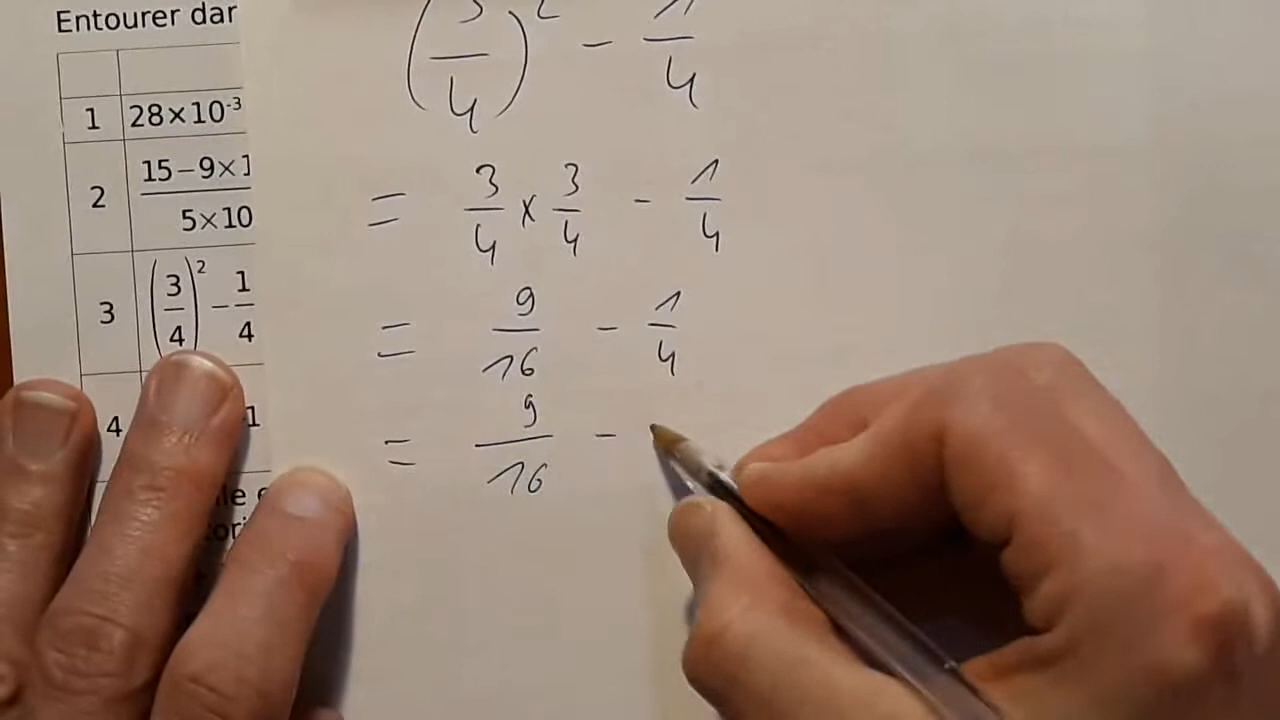 Entourer dar
1 28×10⁻³
2 15−9×1
5×10
3 (3/4)² − 1/4
4 1
(3/4)² − 1/4
= 3/4 × 3/4 − 1/4
= 9/16 − 1/4
= 9/16 −